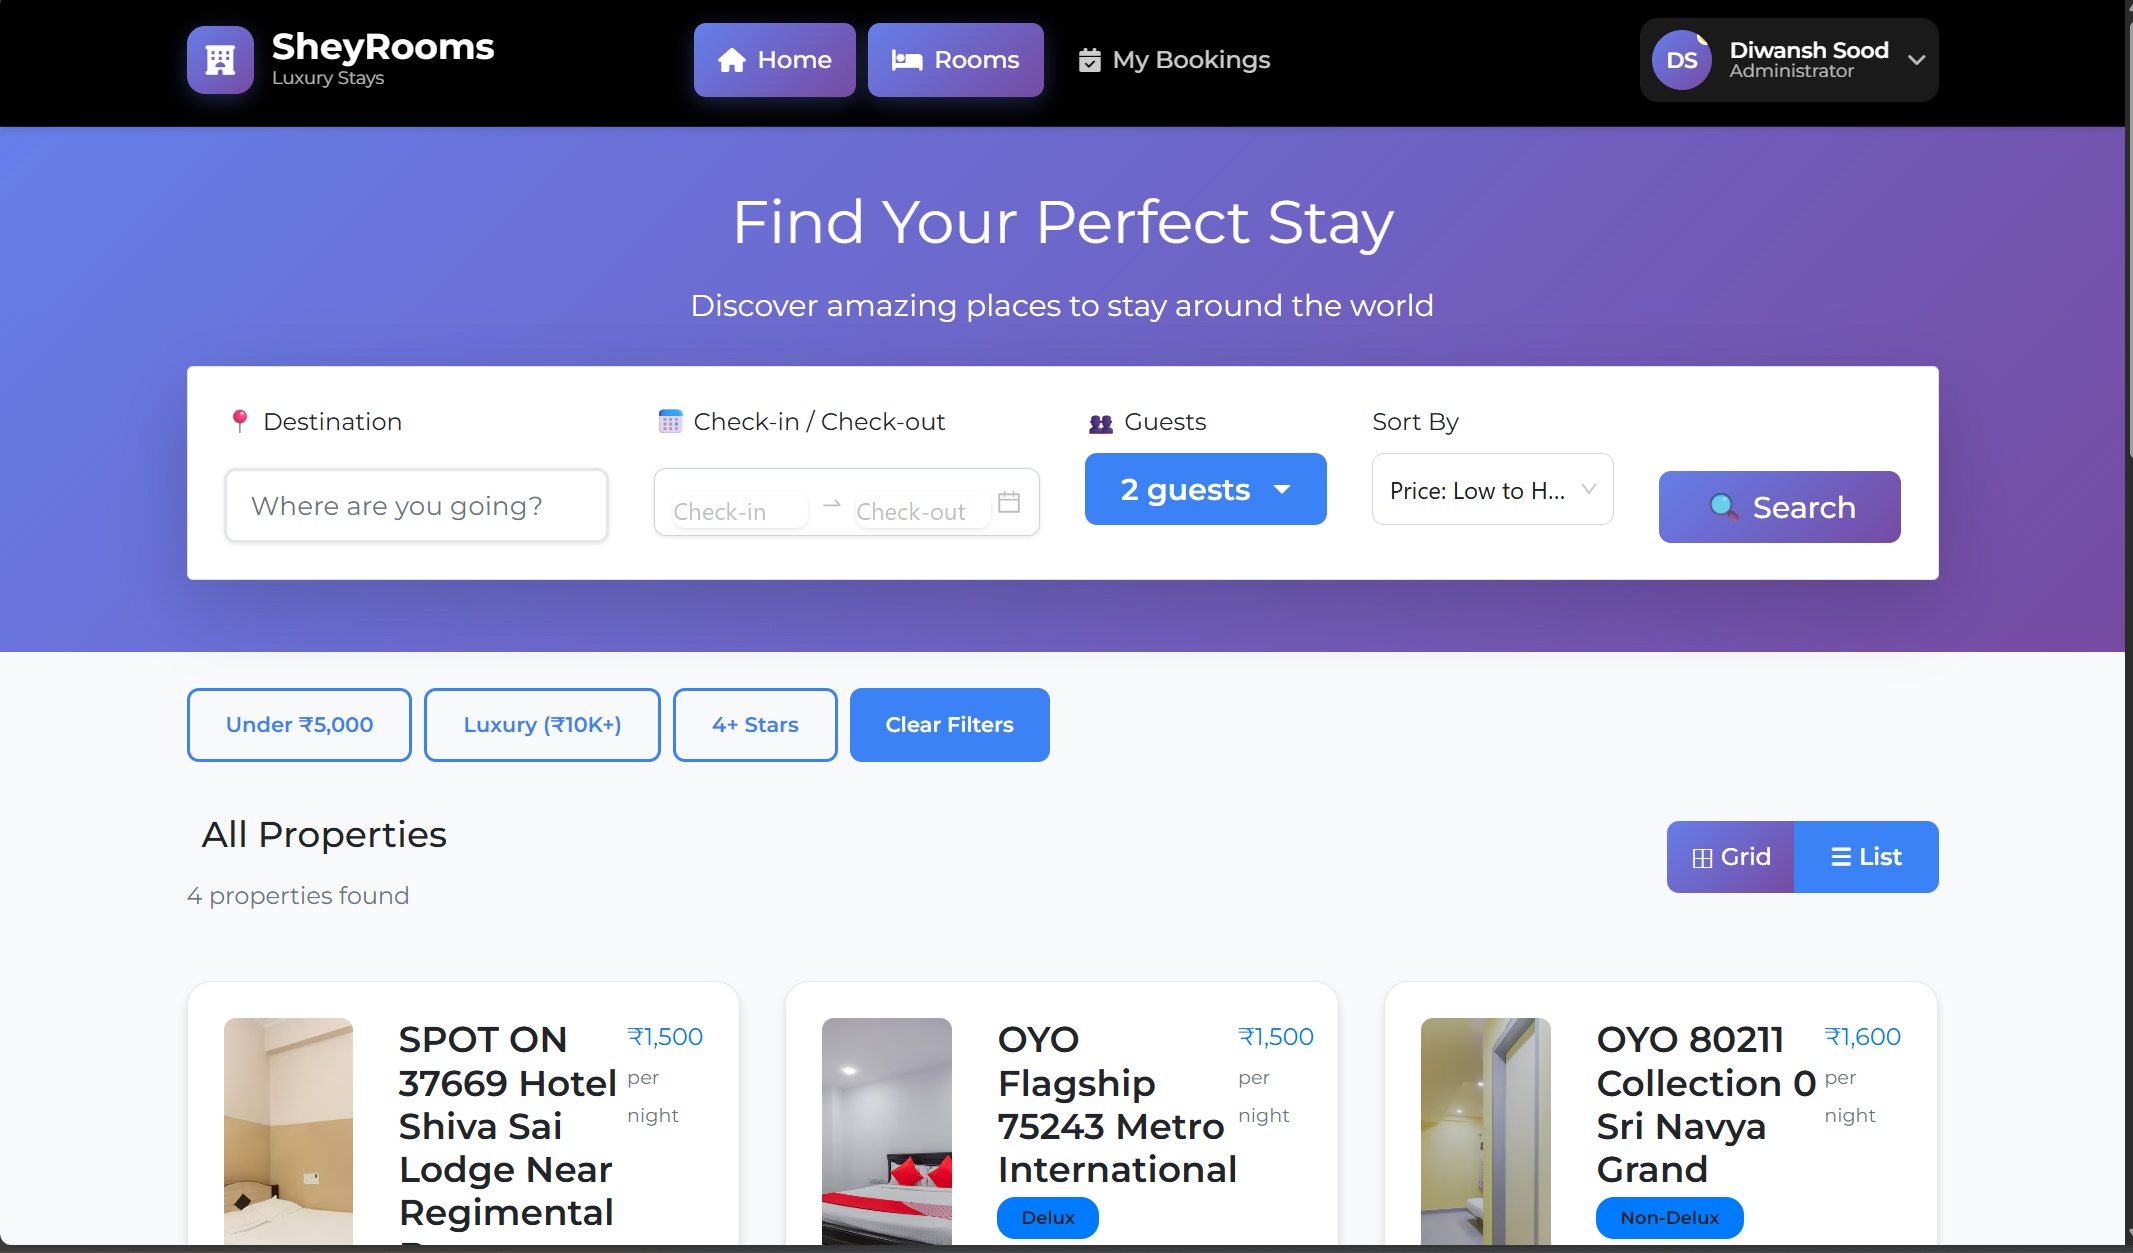 SheyRooms
Luxury Stays
Home
Rooms
My Bookings
DS
Diwansh Sood
Administrator
Find Your Perfect Stay
Discover amazing places to stay around the world
Destination
Check-in / Check-out
Guests
Sort By
Where are you going?
Check-in
Check-out
2 guests
Price: Low to H...
Search
Under ₹5,000
Luxury (₹10K+)
4+ Stars
Clear Filters
All Properties
4 properties found
Grid
List
SPOT ON
37669 Hotel
Shiva Sai
Lodge Near
Regimental
₹1,500
per
night
OYO
Flagship
75243 Metro
International
Delux
₹1,500
per
night
OYO 80211
Collection O
Sri Navya
Grand
Non-Delux
₹1,600
per
night